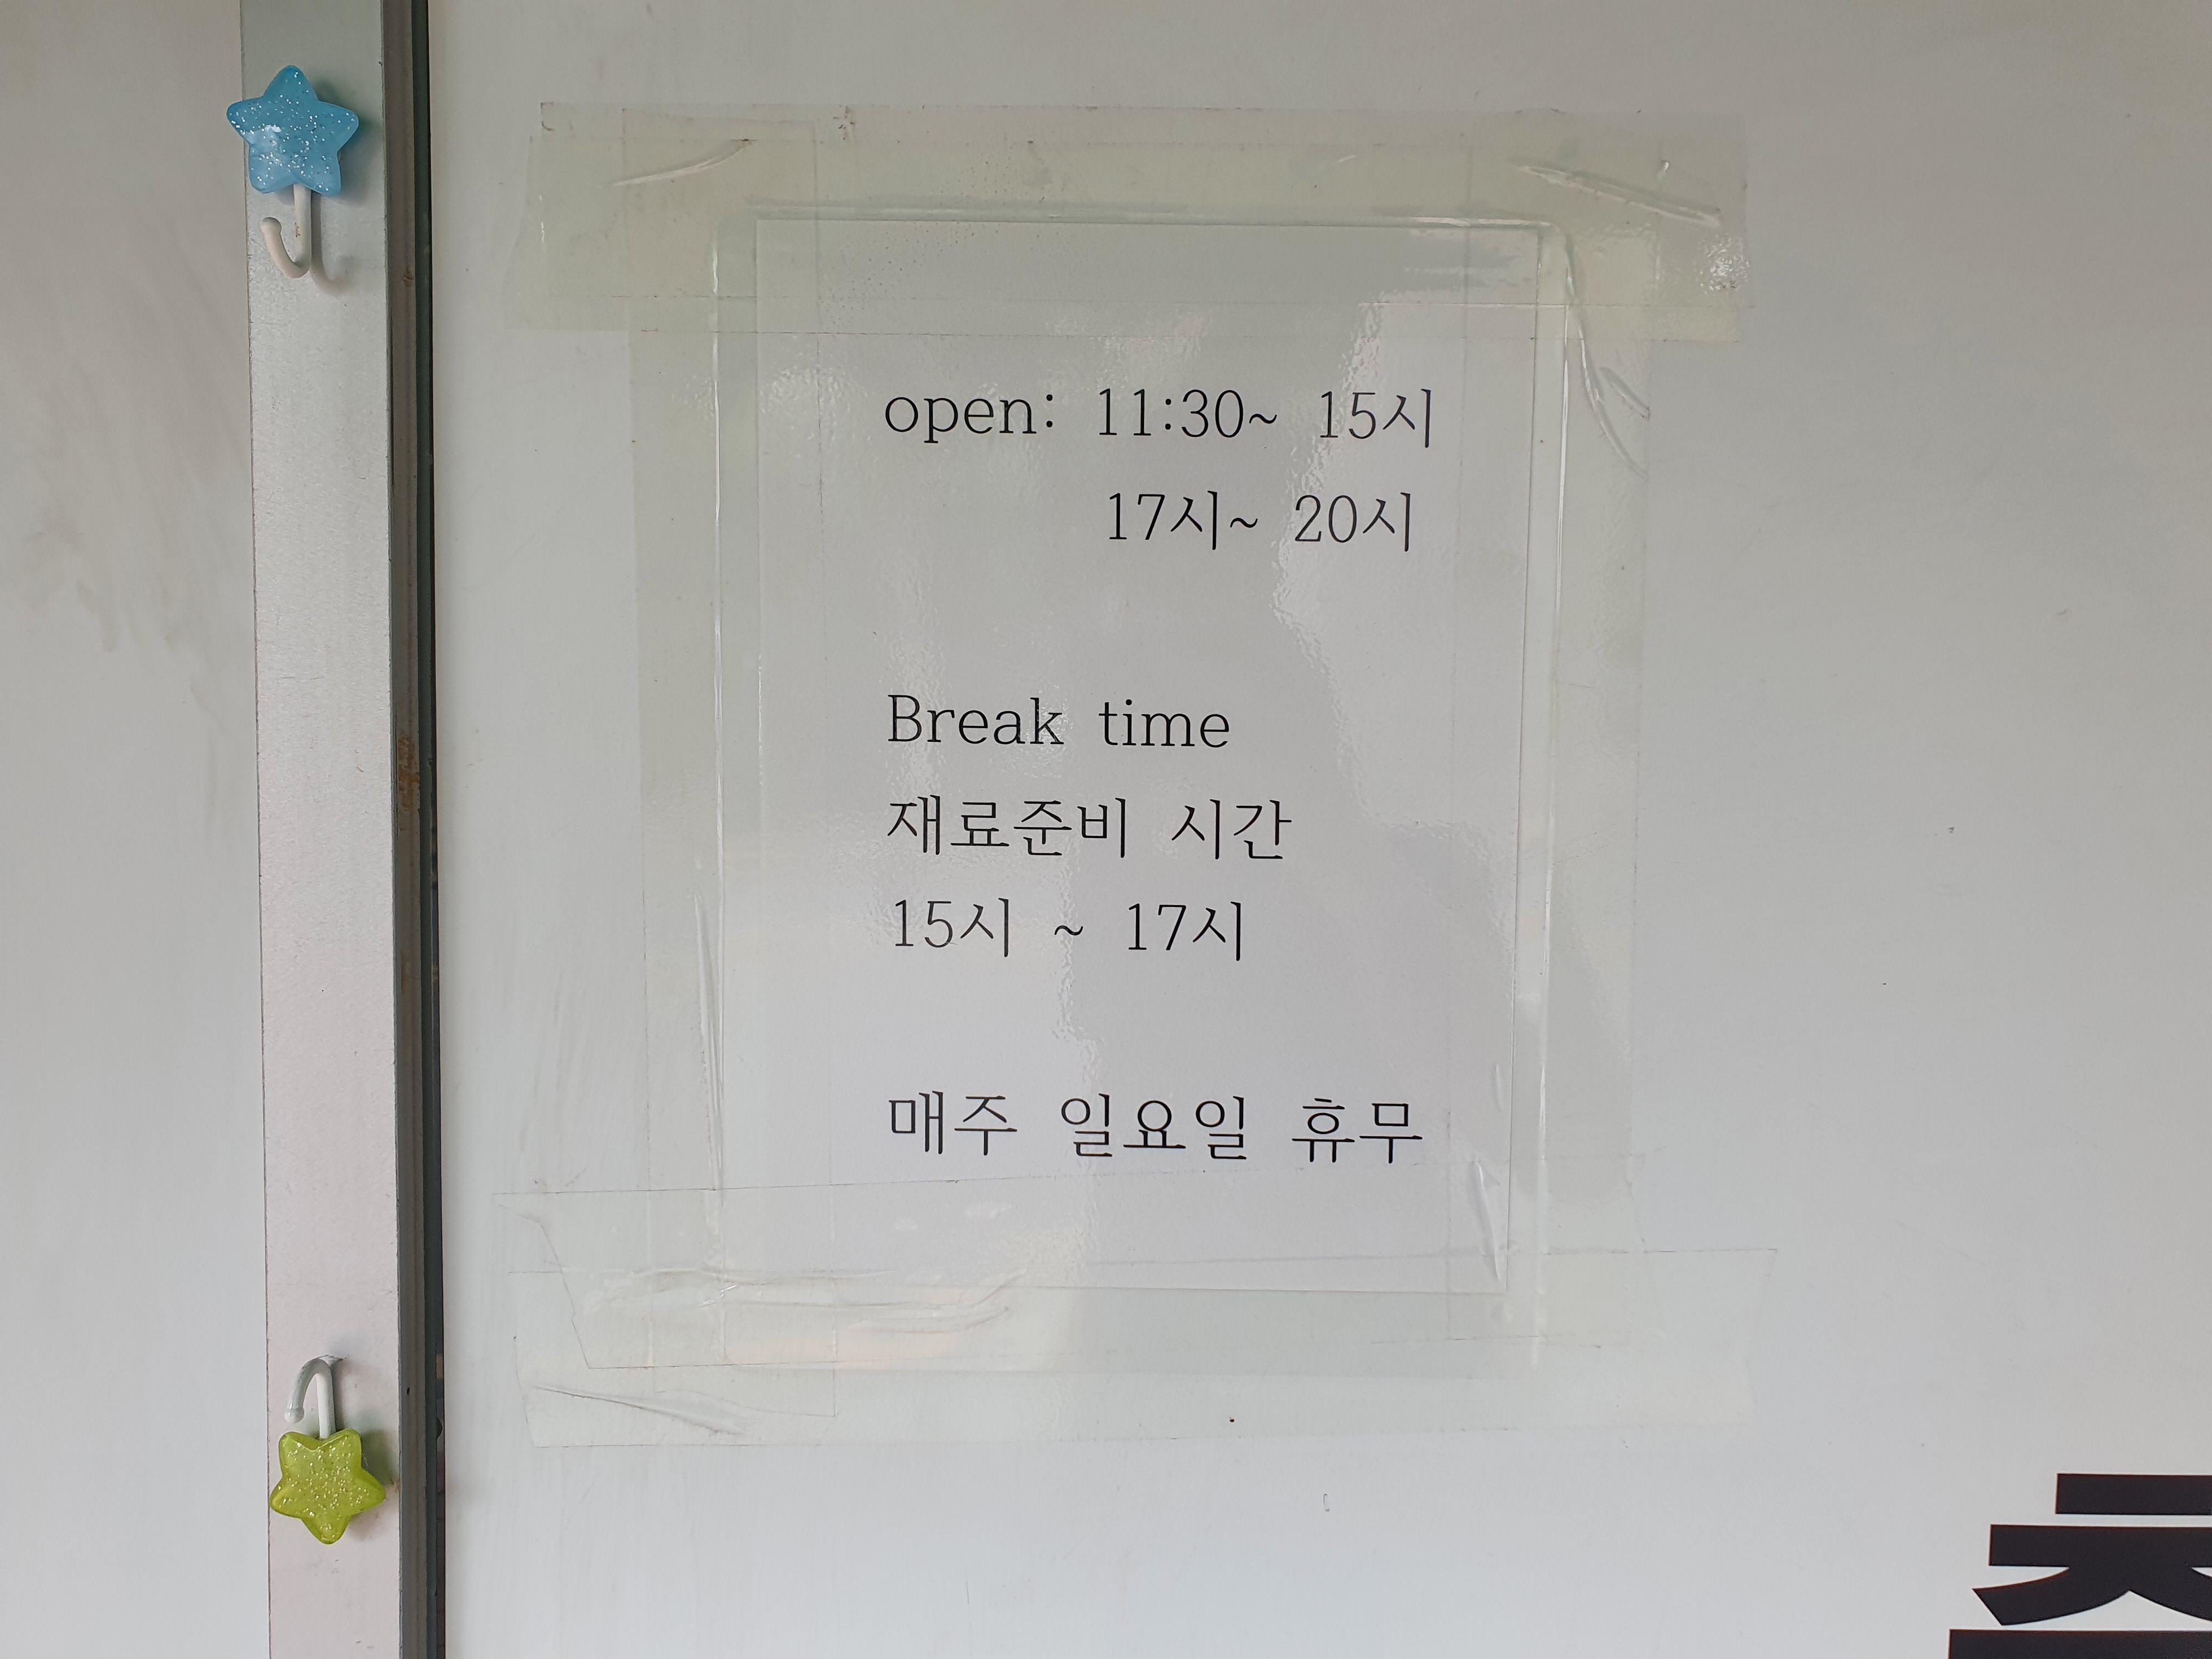 open: 11:30~ 15시
17시~ 20시
Break time
재료준비 시간
15시 ~ 17시
매주 일요일 휴무